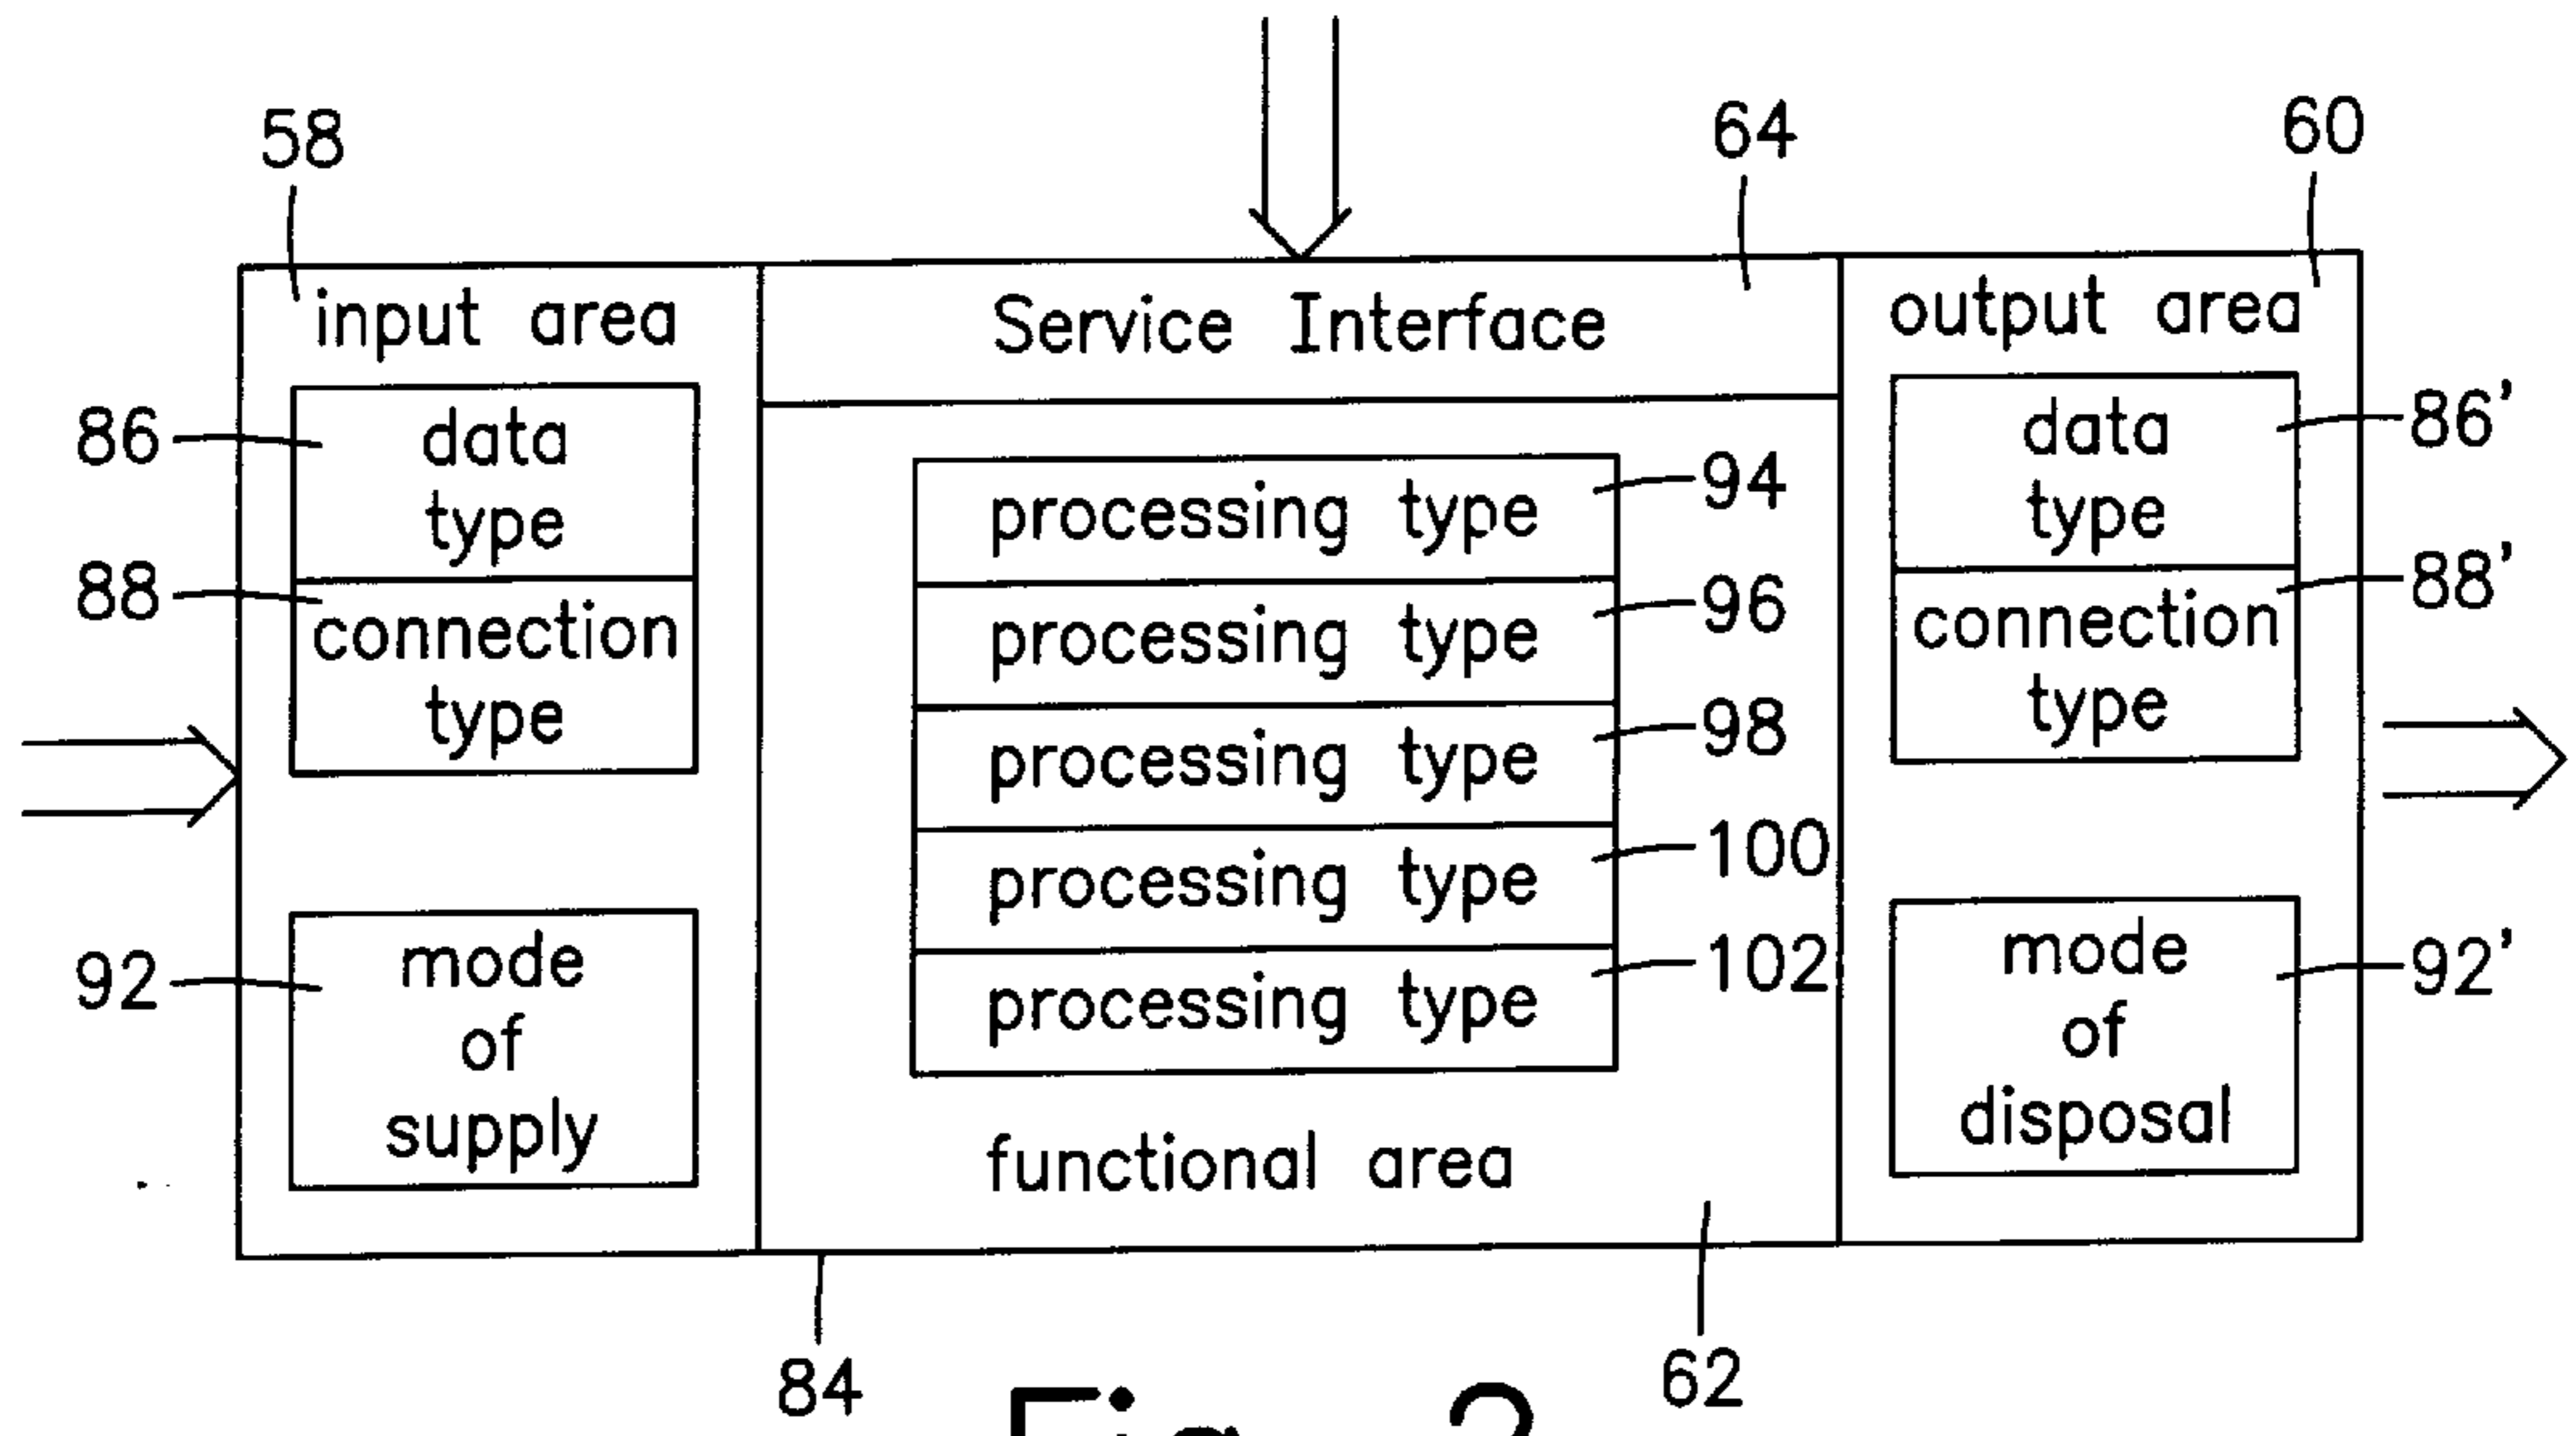 58
64
60
input area
Service Interface
output area
86
data
type
88
connection
type
92
mode
of
supply
processing type
94
processing type
96
processing type
98
processing type
100
processing type
102
functional area
data
type
86'
connection
type
88'
mode
of
disposal
92'
84
62